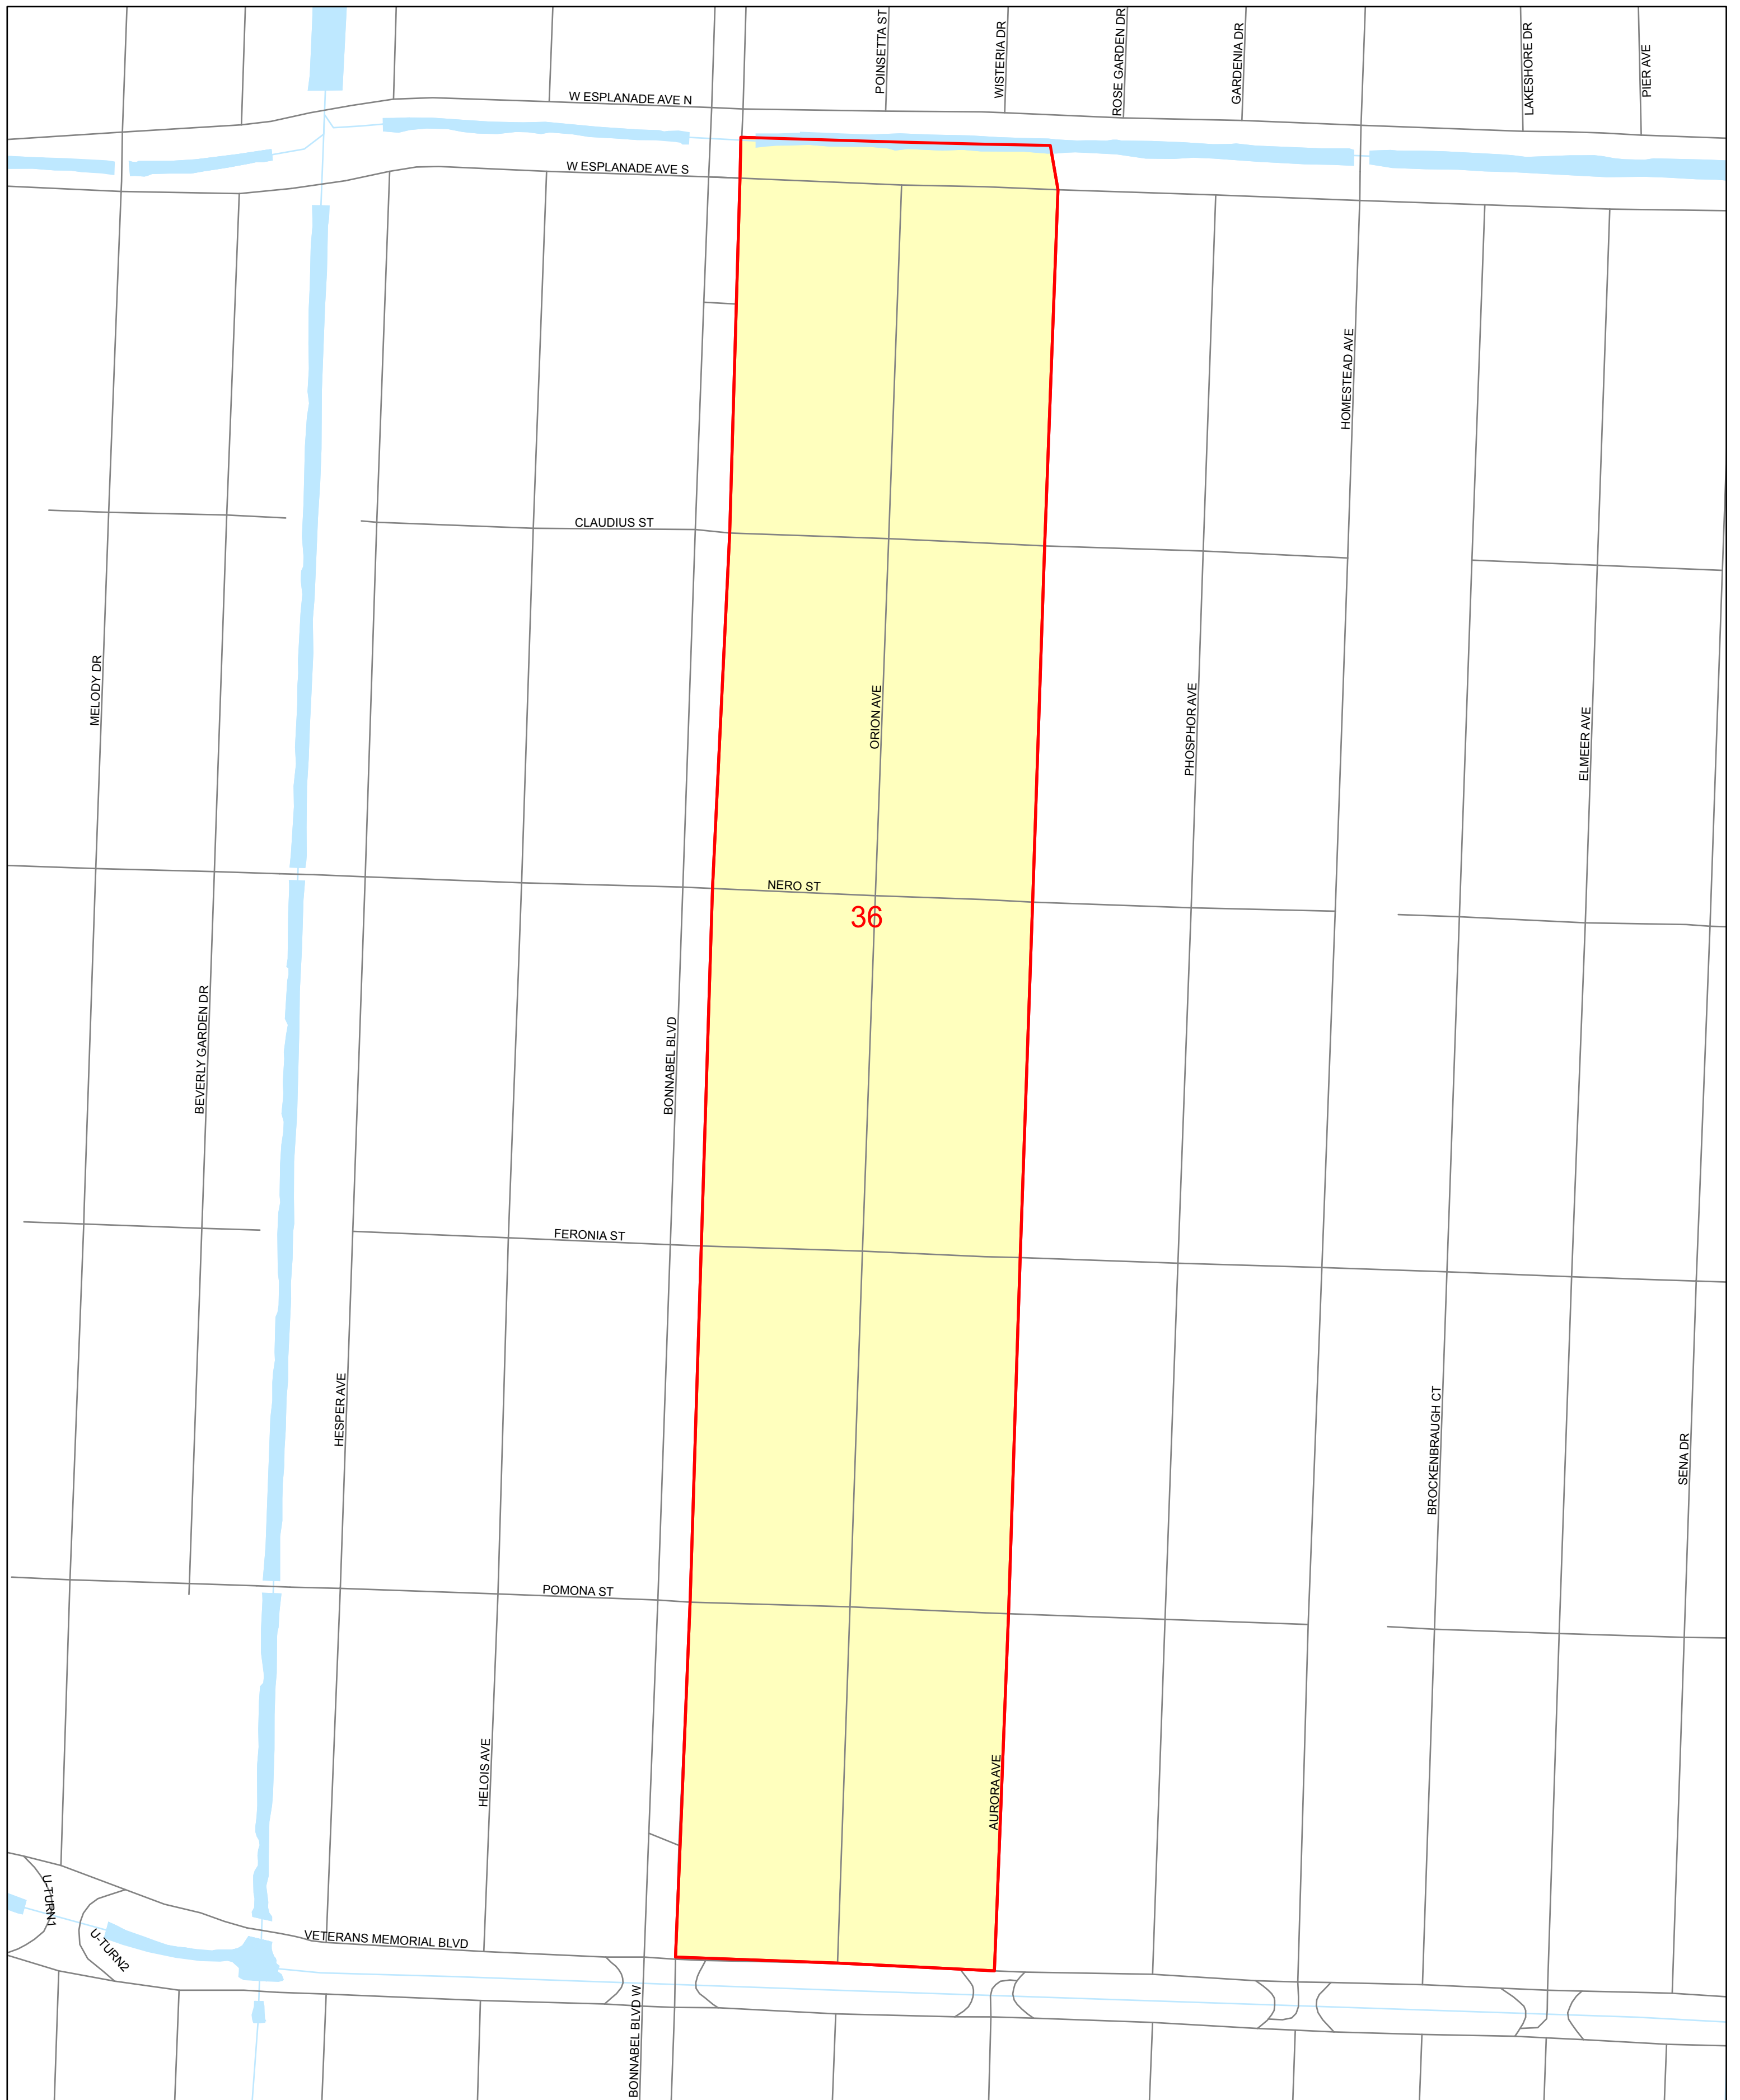 POINSETTA ST
WISTERIA DR
ROSE GARDEN DR
GARDENIA DR
LAKESHORE DR
PIER AVE
W ESPLANADE AVE N
W ESPLANADE AVE S
HOMESTEAD AVE
CLAUDIUS ST
MELODY DR
ORION AVE
PHOSPHOR AVE
ELMEER AVE
NERO ST
36
BEVERLY GARDEN DR
BONNABEL BLVD
FERONIA ST
HESPER AVE
BROCKENBRAUGH CT
SENA DR
POMONA ST
HELOIS AVE
AURORA AVE
U-TURN1
U-TURN2
VETERANS MEMORIAL BLVD
BONNABEL BLVD W